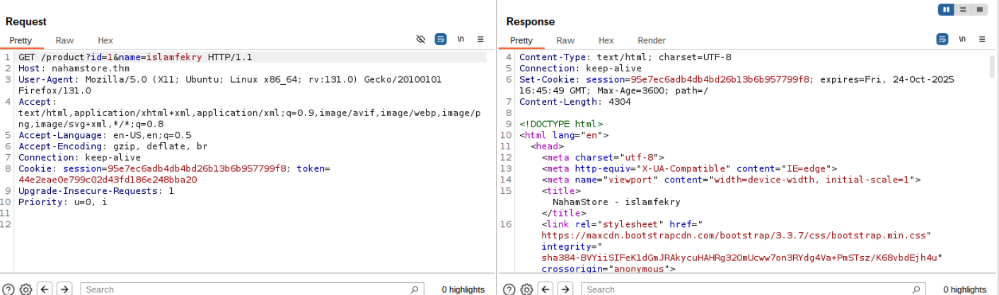 Request
Pretty Raw Hex
\n
1 GET /product?id=1&name=islamfekry HTTP/1.1
2 Host: nahamstore.thm
3 User-Agent: Mozilla/5.0 (X11; Ubuntu; Linux x86_64; rv:131.0) Gecko/20100101
Firefox/131.0
4 Accept:
text/html,application/xhtml+xml,application/xml;q=0.9,image/avif,image/webp,image/p
ng,image/svg+xml,*/*;q=0.8
5 Accept-Language: en-US,en;q=0.5
6 Accept-Encoding: gzip, deflate, br
7 Connection: keep-alive
8 Cookie: session=95e7ec6adb4db4bd26b13b6b957799f8; token=
44e2eae0e799c02d43fd186e248bba20
9 Upgrade-Insecure-Requests: 1
10 Priority: u=0, i
11
12
Search
0 highlights
Response
Pretty Raw Hex Render
\n
4 Content-Type: text/html; charset=UTF-8
5 Connection: keep-alive
6 Set-Cookie: session=95e7ec6adb4db4bd26b13b6b957799f8; expires=Fri, 24-Oct-2025
16:45:49 GMT; Max-Age=3600; path=/
7 Content-Length: 4304
8
9 <!DOCTYPE html>
10 <html lang="en">
11 <head>
12 <meta charset="utf-8">
13 <meta http-equiv="X-UA-Compatible" content="IE=edge">
14 <meta name="viewport" content="width=device-width, initial-scale=1">
15 <title>
NahamStore - islamfekry
</title>
16 <link rel="stylesheet" href="
https://maxcdn.bootstrapcdn.com/bootstrap/3.3.7/css/bootstrap.min.css"
integrity="
sha384-BVYiiSIFeK1dGmJRAkycuHAHRg32OmUcww7on3RYdg4Va+PmSTsz/K68vbdEjh4u"
crossorigin="anonymous">
Search
0 highlights